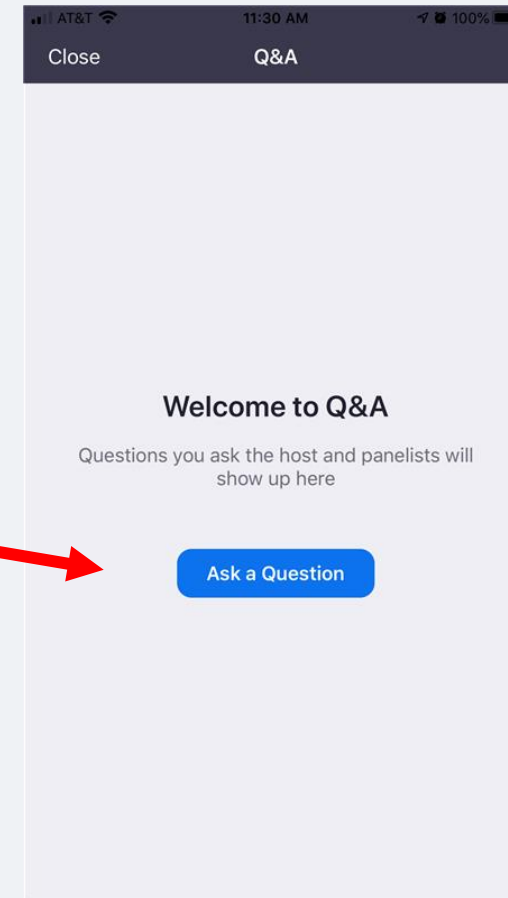 AT&T 11:30 AM 100%
Close Q&A
Welcome to Q&A
Questions you ask the host and panelists will
show up here
Ask a Question